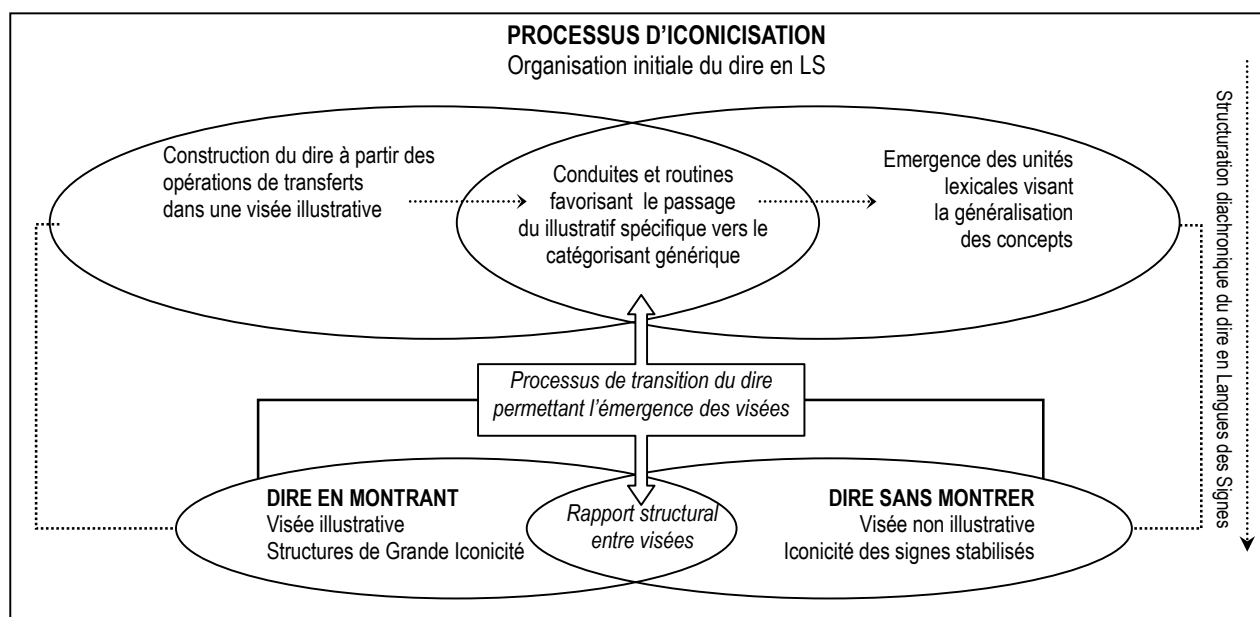 PROCESSUS D'ICONICISATION
Organisation initiale du dire en LS
Construction du dire à partir des
opérations de transferts
dans une visée illustrative
Conduites et routines
favorisant le passage
du illustratif spécifique vers le
catégorisant générique
Emergence des unités
lexicales visant
la généralisation
des concepts
Processus de transition du dire
permettant l'émergence des visées
DIRE EN MONTRANT
Visée illustrative
Structures de Grande Iconicité
Rapport structural
entre visées
DIRE SANS MONTRER
Visée non illustrative
Iconicité des signes stabilisés
Structuration diachronique du dire en Langues des Signes